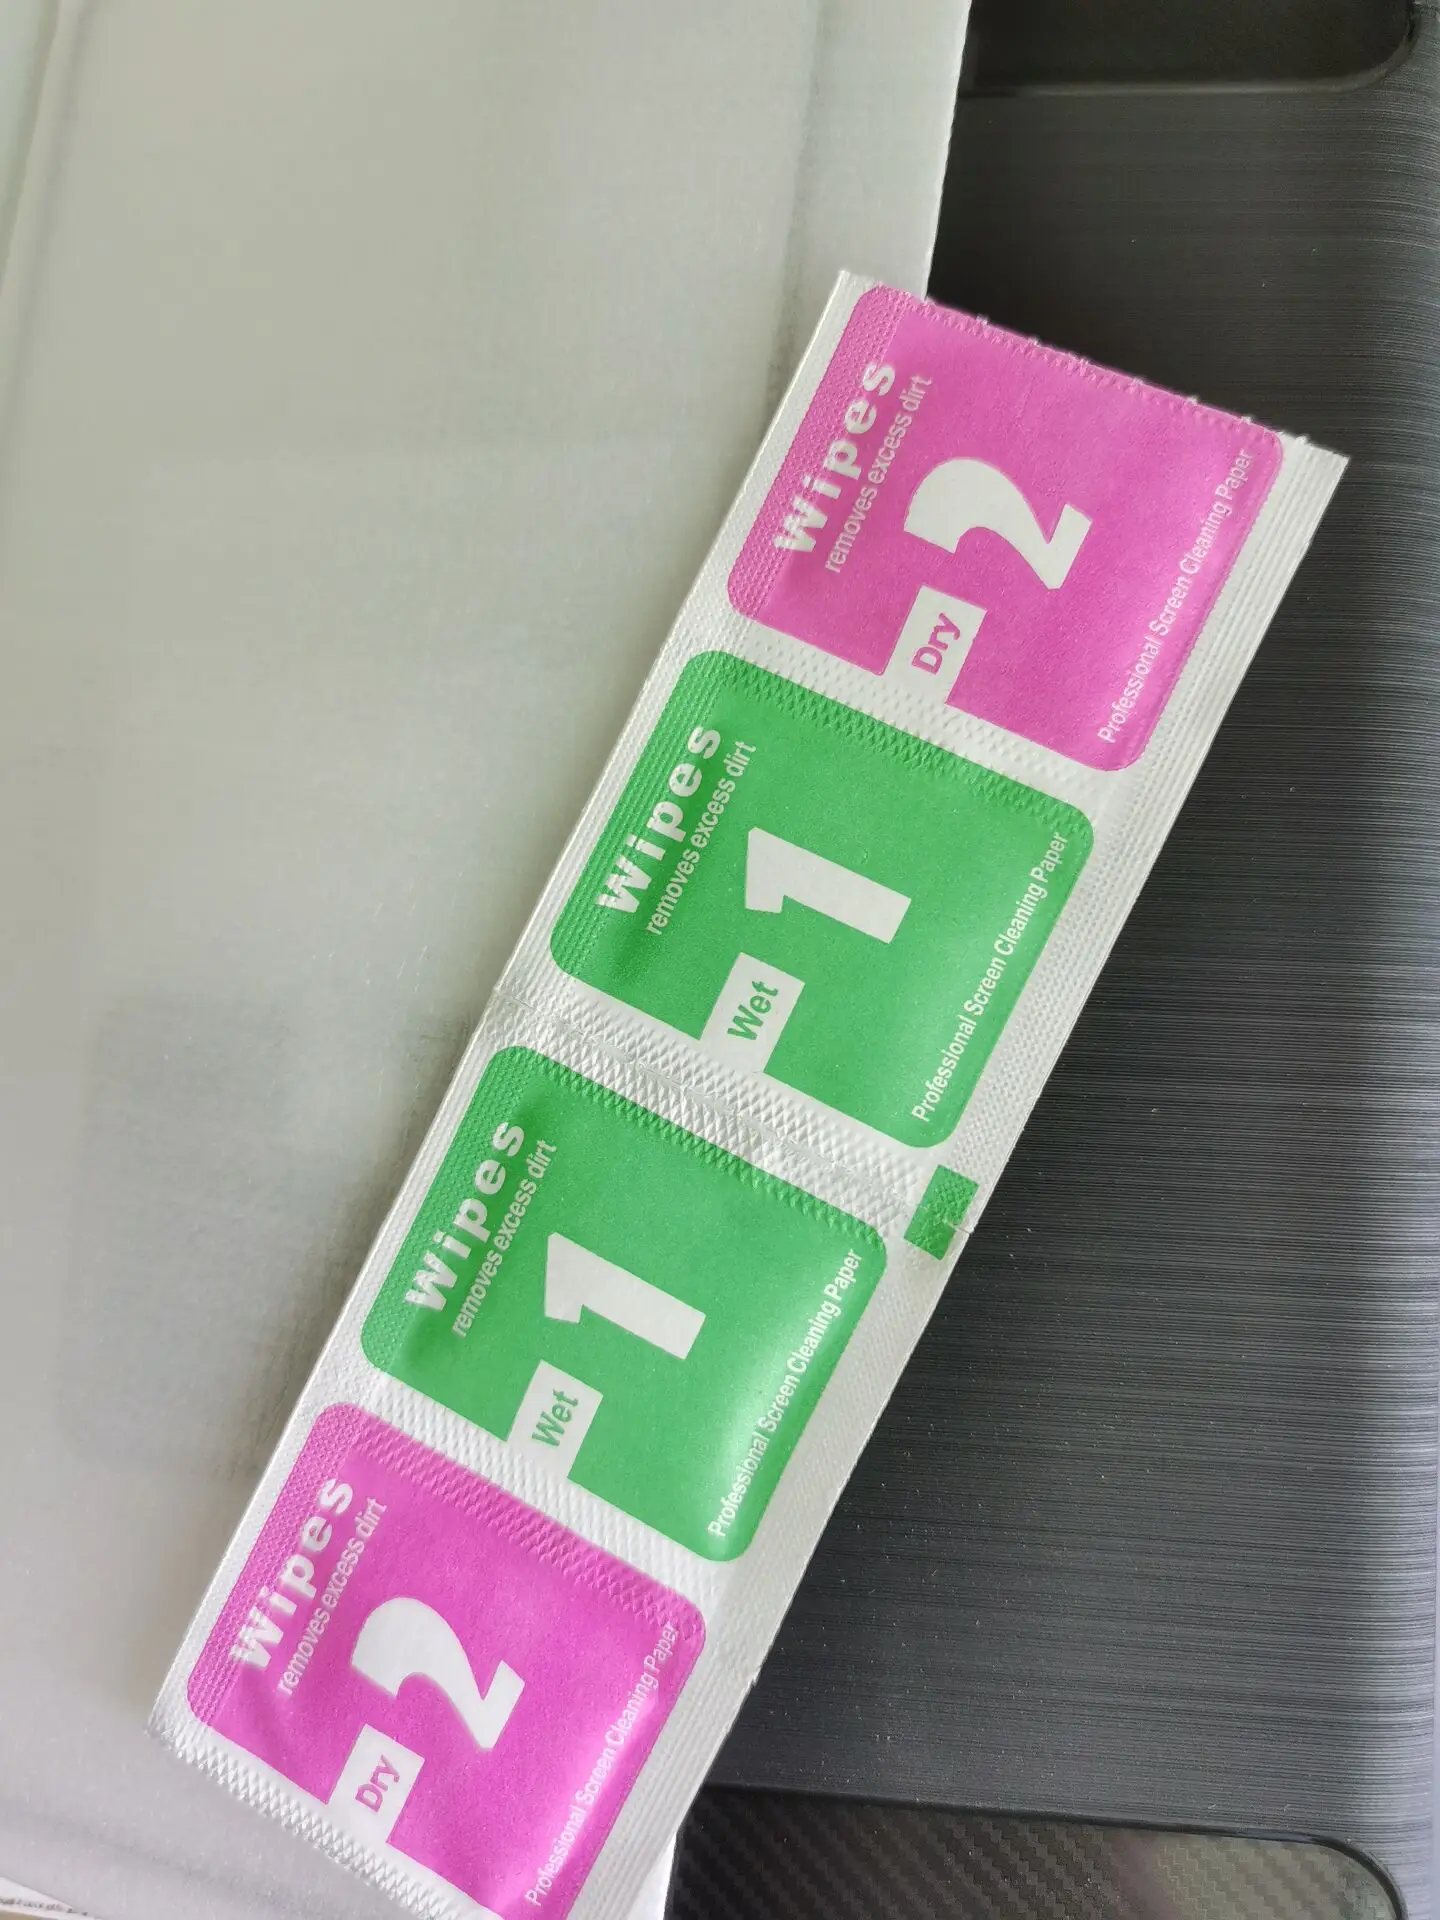 Wipes
removes excess dirt
2
Dry
Professional Screen Cleaning Paper
Wipes
removes excess dirt
1
Wet
Professional Screen Cleaning Paper
Wipes
removes excess dirt
1
Wet
Professional Screen Cleaning Paper
Wipes
removes excess dirt
2
Dry
Professional Screen Cleaning Paper